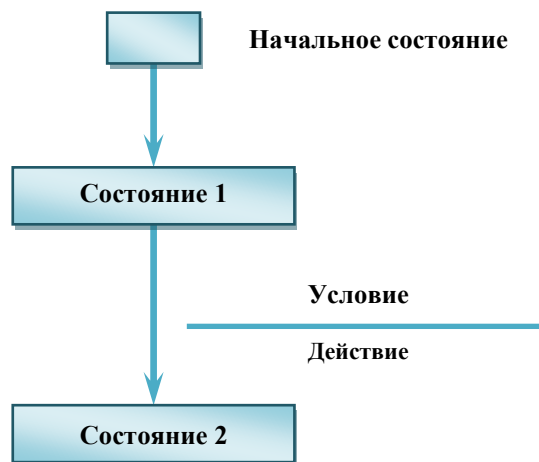 Начальное состояние
Состояние 1
Условие
Действие
Состояние 2